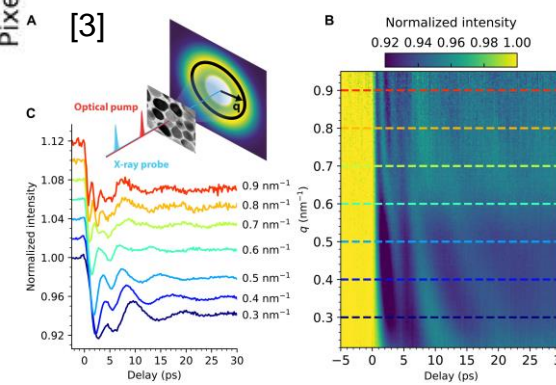 Pixe
A
[3]
B
Normalized intensity
0.92 0.94 0.96 0.98 1.00
q
Optical pump
X-ray probe
C
1.12
1.08
1.04
1.00
0.96
0.92
Normalized intensity
0.9 nm⁻¹
0.8 nm⁻¹
0.7 nm⁻¹
0.6 nm⁻¹
0.5 nm⁻¹
0.4 nm⁻¹
0.3 nm⁻¹
0 5 10 15 20 25 30
Delay (ps)
q (nm⁻¹)
0.9
0.8
0.7
0.6
0.5
0.4
0.3
−5 0 5 10 15 20 25
Delay (ps)